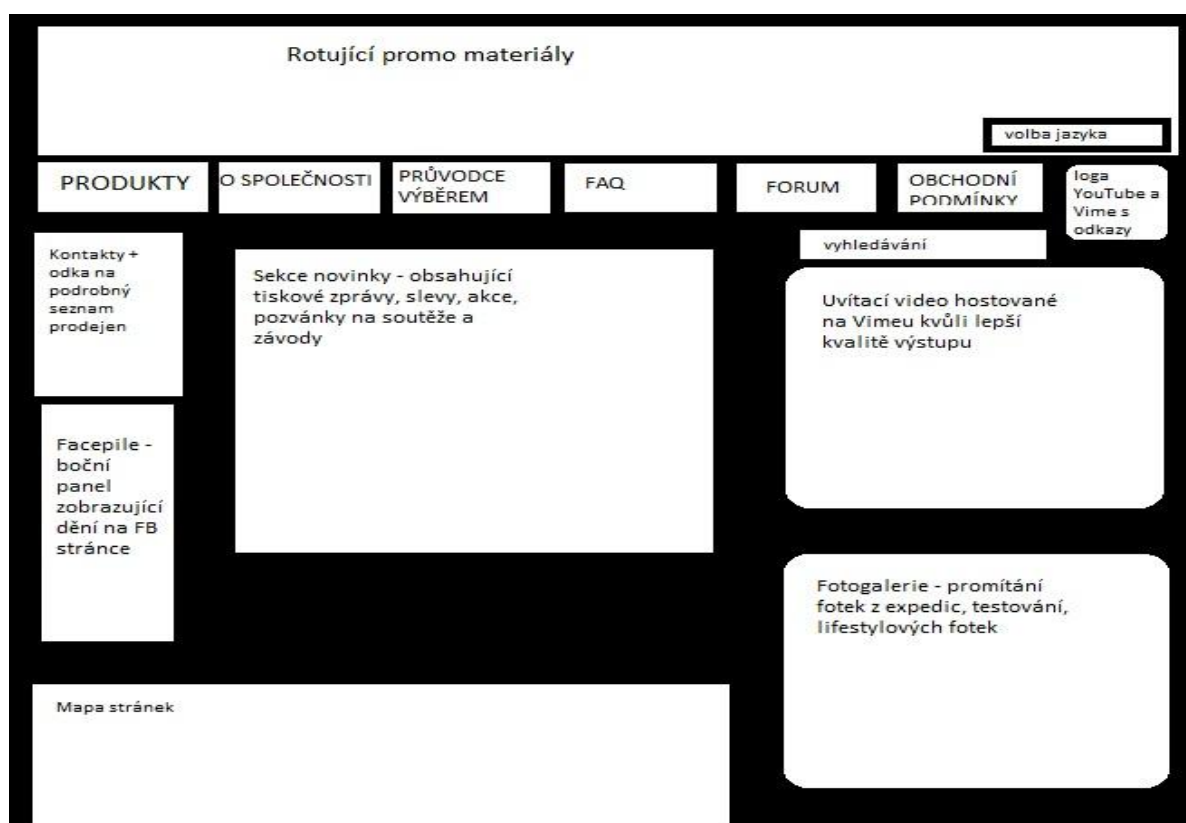 Rotující promo materiály
volba jazyka
PRODUKTY
O SPOLEČNOSTI
PRŮVODCE
VÝBĚREM
FAQ
FORUM
OBCHODNÍ
PODMÍNKY
loga
YouTube a
Vime s
odkazy
vyhledávání
Kontakty +
odka na
podrobný
seznam
prodejen
Sekce novinky - obsahující
tiskové zprávy, slevy, akce,
pozvánky na soutěže a
závody
Uvítací video hostované
na Vimeu kvůli lepší
kvalitě výstupu
Facepile -
boční
panel
zobrazující
dění na FB
stránce
Fotogalerie - promítání
fotek z expedic, testování,
lifestylových fotek
Mapa stránek